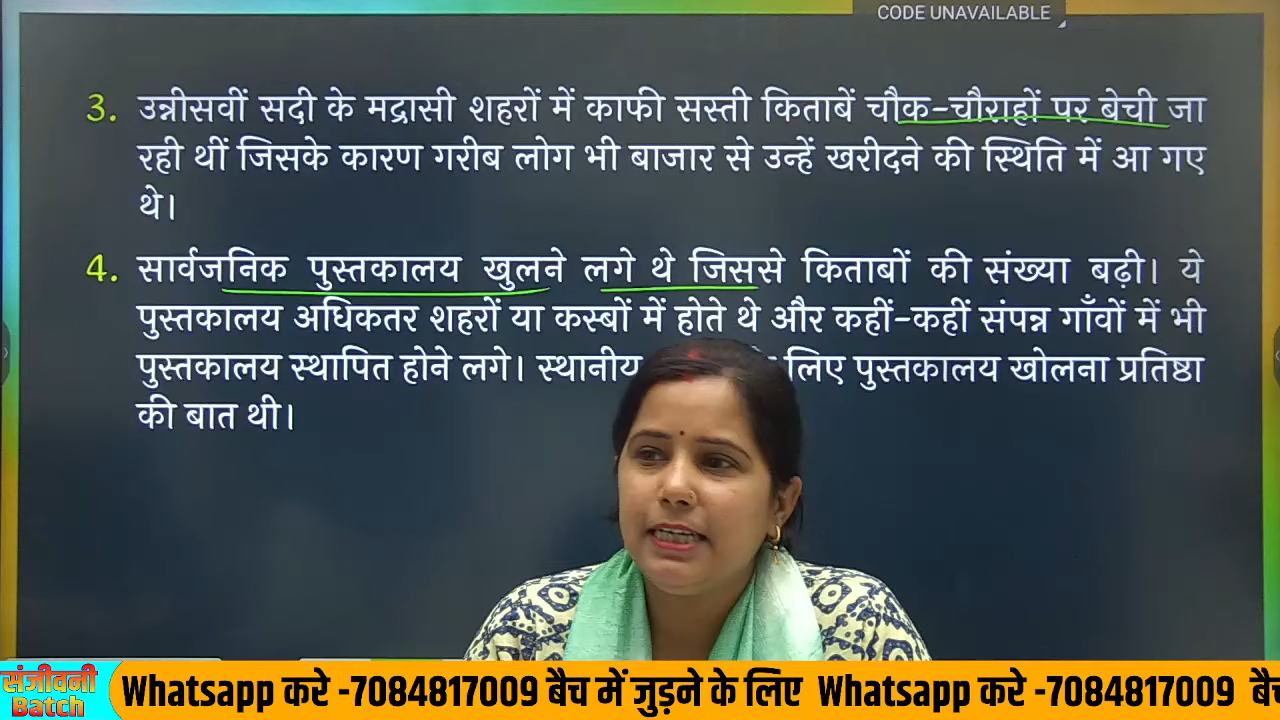 CODE UNAVAILABLE
3. उन्नीसवीं सदी के मद्रासी शहरों में काफी सस्ती किताबें चौक-चौराहों पर बेची जा
रही थीं जिसके कारण गरीब लोग भी बाजार से उन्हें खरीदने की स्थिति में आ गए
थे।
4. सार्वजनिक पुस्तकालय खुलने लगे थे जिससे किताबों की संख्या बढ़ी। ये
पुस्तकालय अधिकतर शहरों या कस्बों में होते थे और कहीं-कहीं संपन्न गाँवों में भी
पुस्तकालय स्थापित होने लगे। स्थानीय लिए पुस्तकालय खोलना प्रतिष्ठा
की बात थी।
संजीवनी
Batch
Whatsapp करे -7084817009 बैच में जुड़ने के लिए Whatsapp करे -7084817009